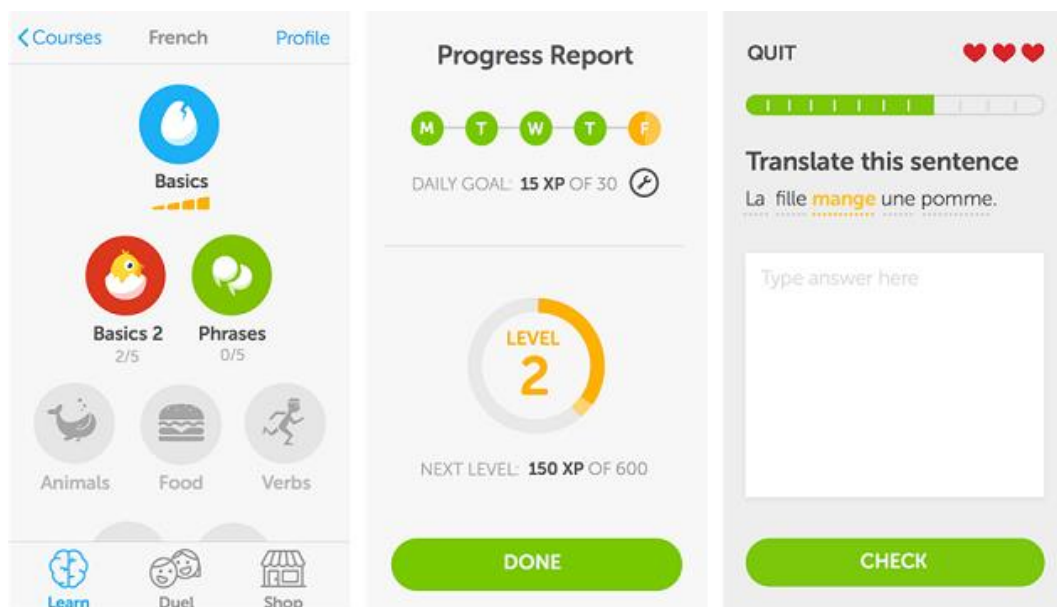 Courses French Profile
Basics
Basics 2 Phrases
2/5 0/5
Animals Food Verbs
Learn Duel Shop
Progress Report
M T W T F
DAILY GOAL: 15 XP OF 30
LEVEL
2
NEXT LEVEL: 150 XP OF 600
DONE
QUIT
Translate this sentence
La fille mange une pomme.
Type answer here
CHECK